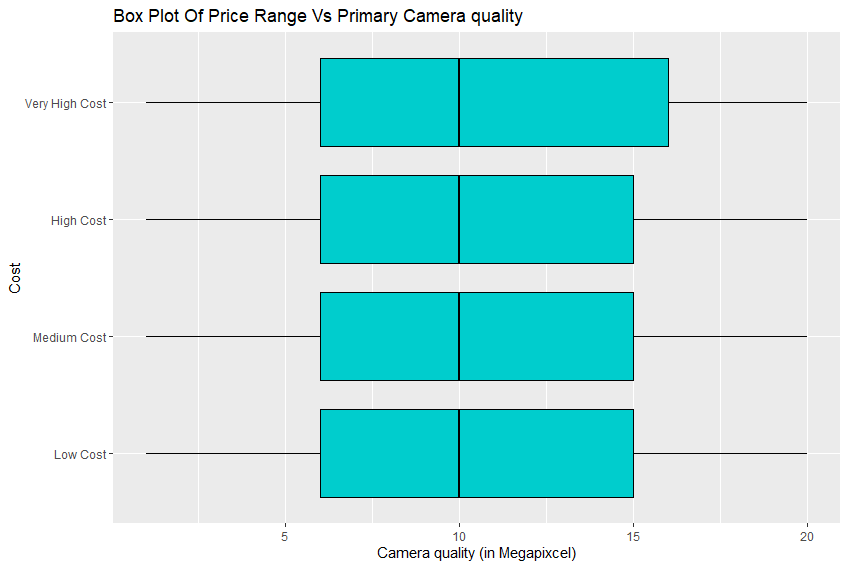 Box Plot Of Price Range Vs Primary Camera quality
Very High Cost
High Cost
Medium Cost
Low Cost
Cost
5 10 15 20
Camera quality (in Megapixcel)